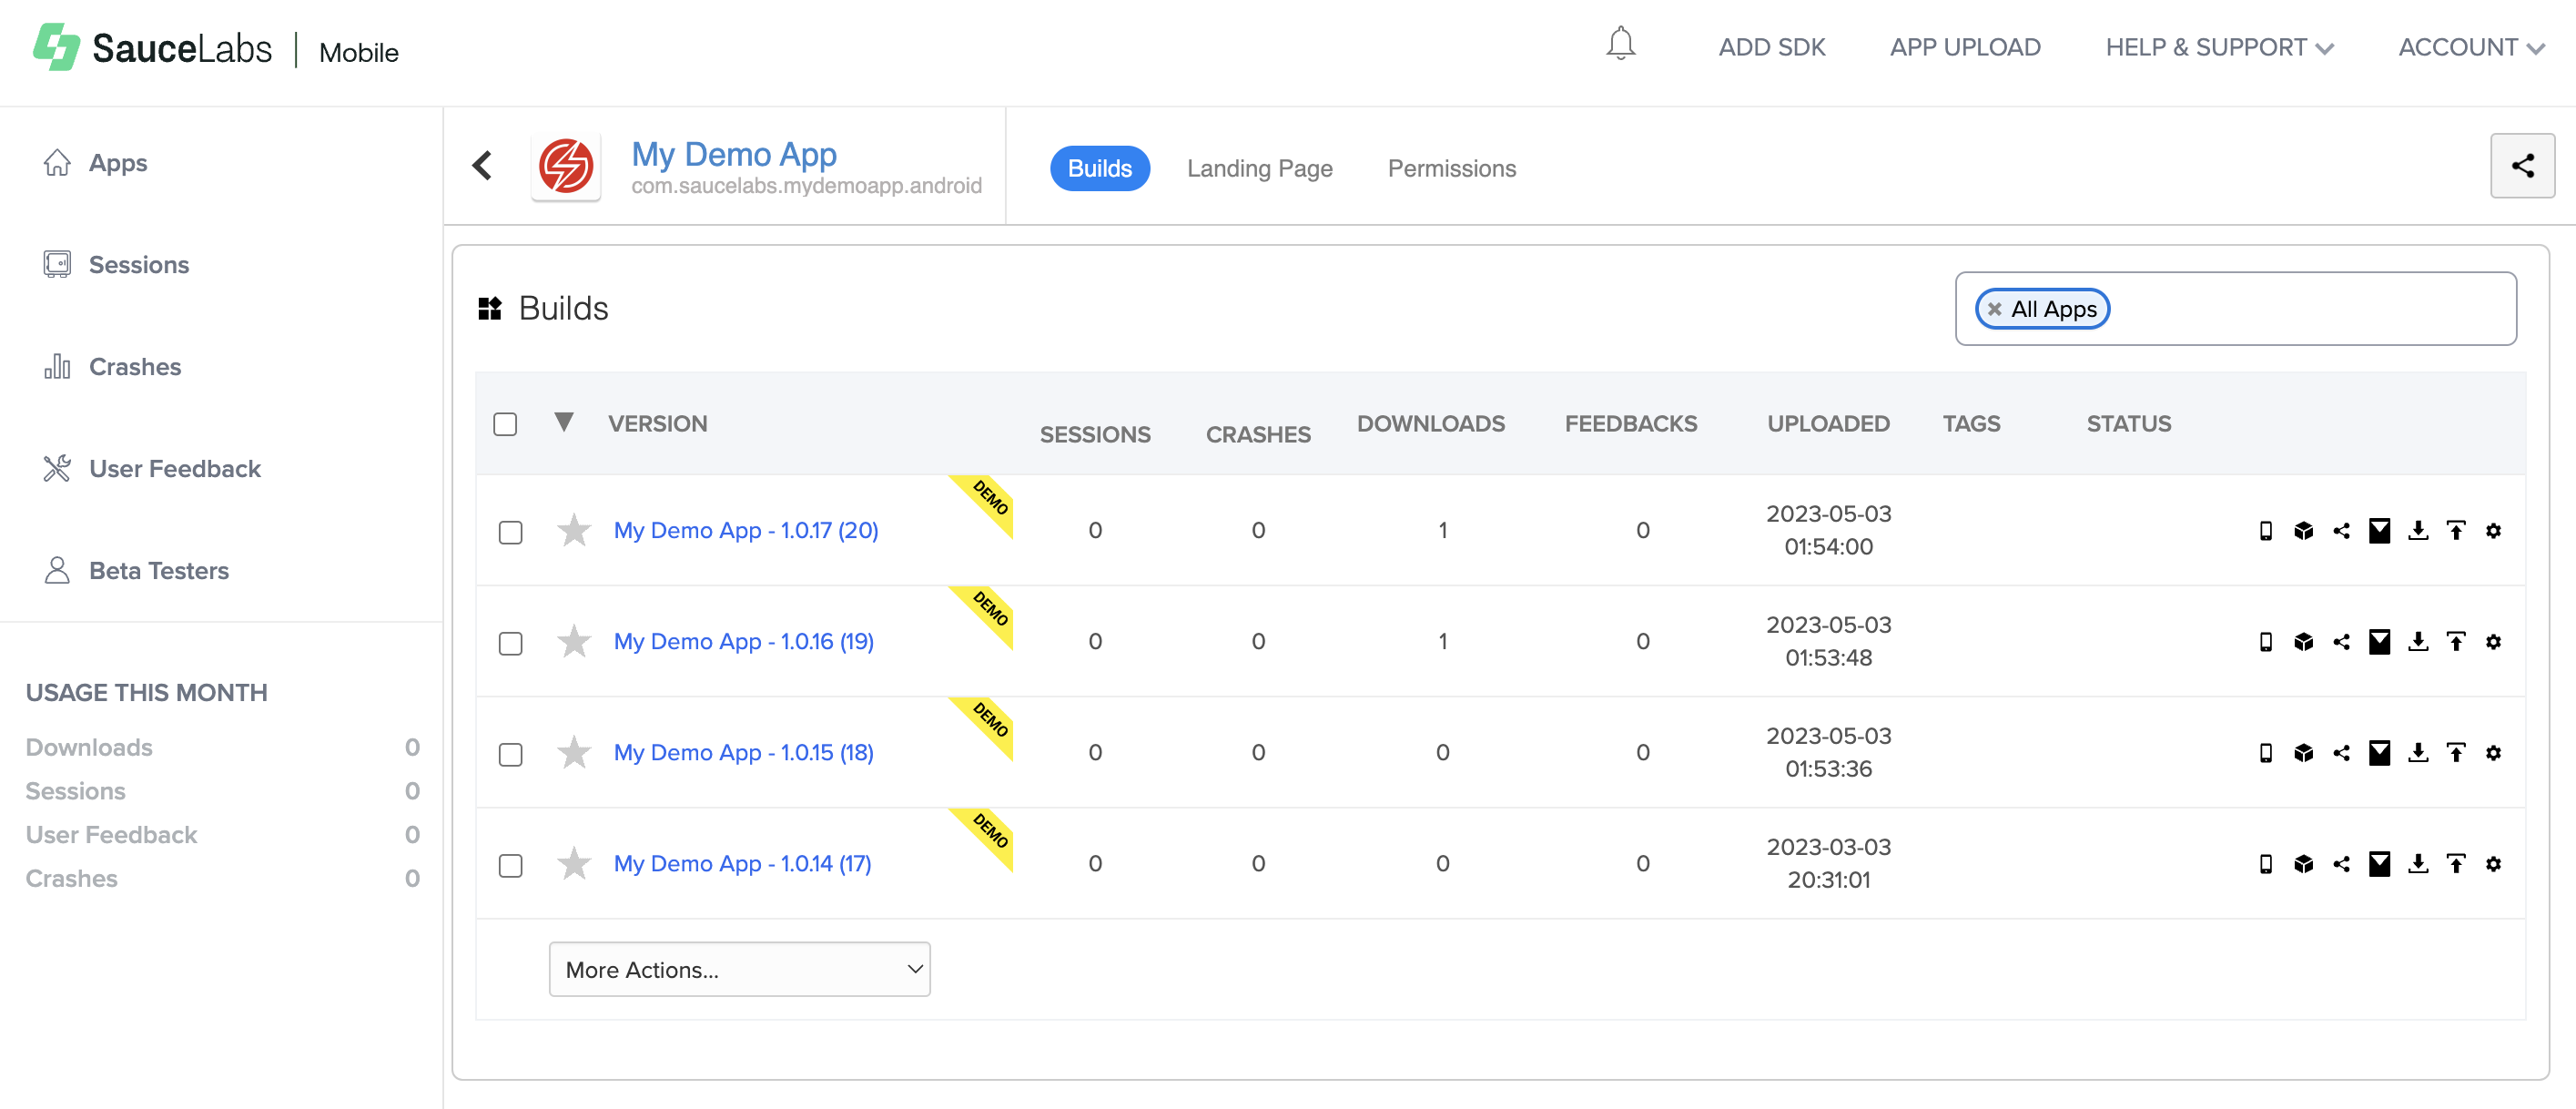 SauceLabs | Mobile
ADD SDK
APP UPLOAD
HELP & SUPPORT
ACCOUNT
Apps
Sessions
Crashes
User Feedback
Beta Testers
USAGE THIS MONTH
Downloads 0
Sessions 0
User Feedback 0
Crashes 0
My Demo App
com.saucelabs.mydemoapp.android
Builds
Landing Page
Permissions
Builds
All Apps
VERSION SESSIONS CRASHES DOWNLOADS FEEDBACKS UPLOADED TAGS STATUS
My Demo App - 1.0.17 (20) DEMO 0 0 1 0 2023-05-03
01:54:00
My Demo App - 1.0.16 (19) DEMO 0 0 1 0 2023-05-03
01:53:48
My Demo App - 1.0.15 (18) DEMO 0 0 0 0 2023-05-03
01:53:36
My Demo App - 1.0.14 (17) DEMO 0 0 0 0 2023-03-03
20:31:01
More Actions...